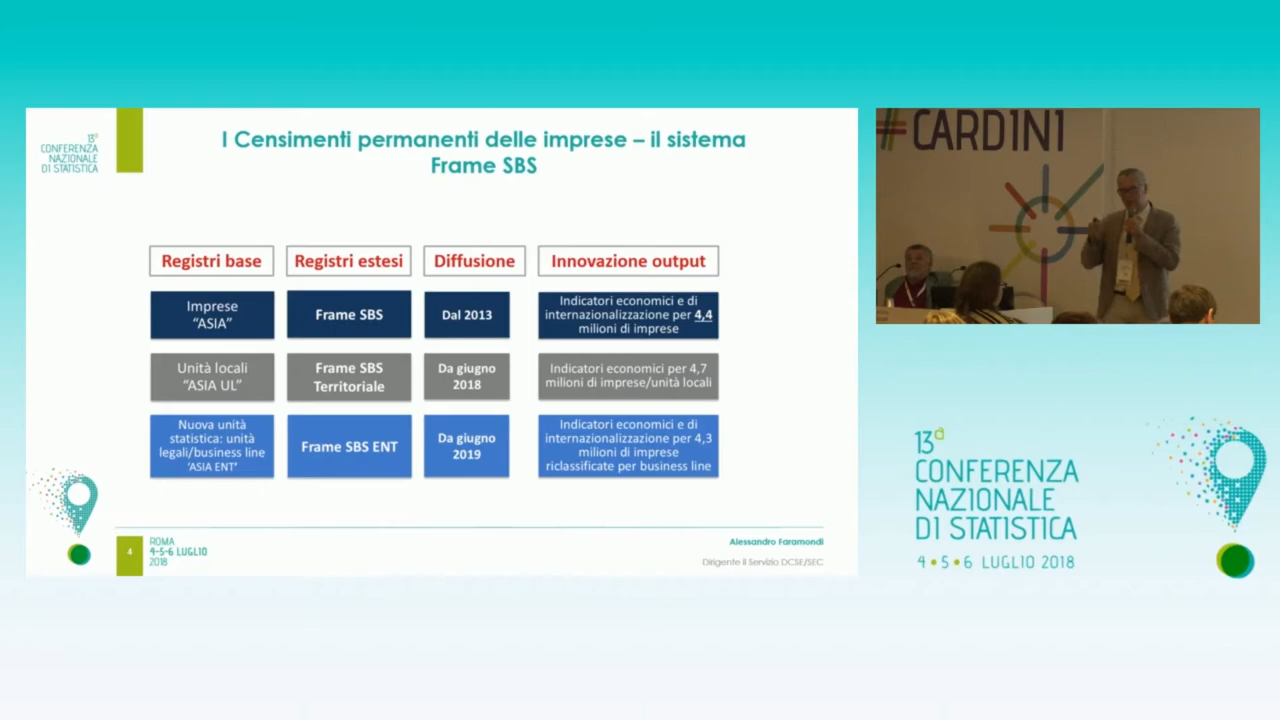 13ª
CONFERENZA
NAZIONALE
DI STATISTICA
I Censimenti permanenti delle imprese – il sistema
Frame SBS
Registri base
Registri estesi
Diffusione
Innovazione output
Imprese
“ASIA”
Frame SBS
Dal 2013
Indicatori economici e di
internazionalizzazione per 4,4
milioni di imprese
Unità locali
“ASIA UL”
Frame SBS
Territoriale
Da giugno
2018
Indicatori economici per 4,7
milioni di imprese/unità locali
Nuova unità
statistica: unità
legali/business line
‘ASIA ENT’
Frame SBS ENT
Da giugno
2019
Indicatori economici e di
internazionalizzazione per 4,3
milioni di imprese
riclassificate per business line
4
ROMA
4-5-6 LUGLIO
2018
Alessandro Faramondi
Dirigente il Servizio DCSE/SEC
#CARDINI
13ª
CONFERENZA
NAZIONALE
DI STATISTICA
4•5•6 LUGLIO 2018